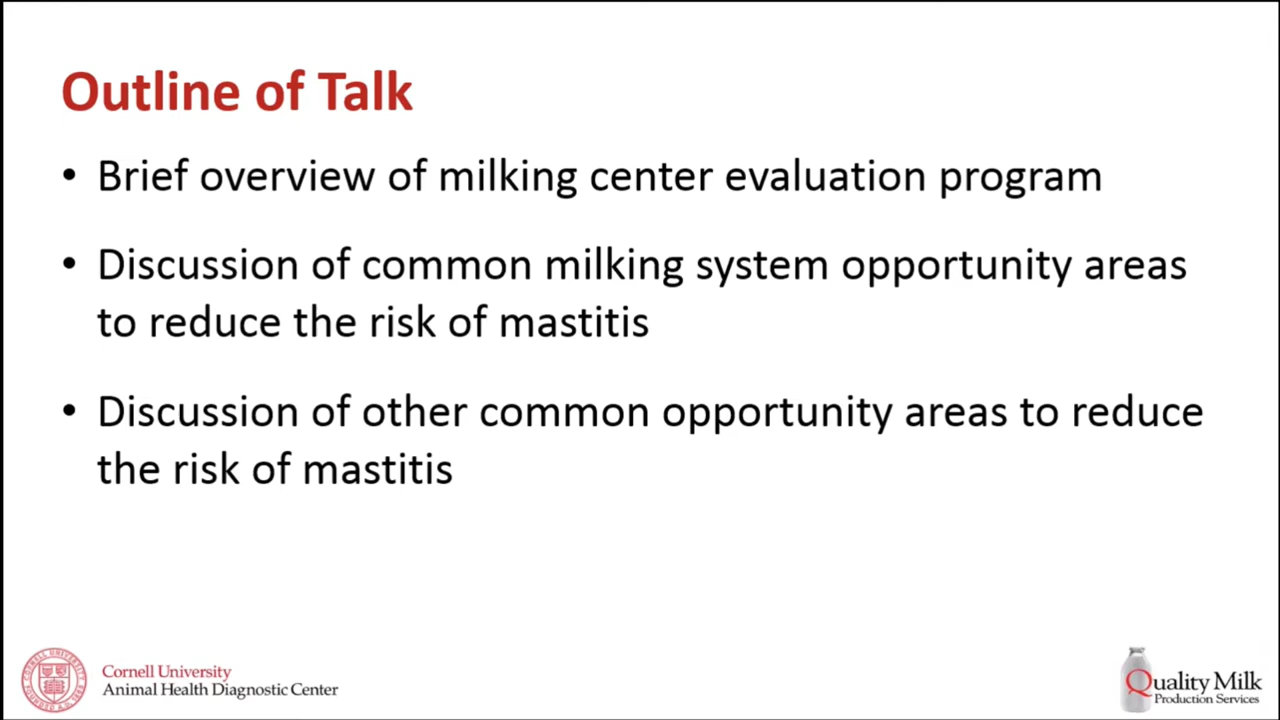 Outline of Talk
• Brief overview of milking center evaluation program
• Discussion of common milking system opportunity areas
to reduce the risk of mastitis
• Discussion of other common opportunity areas to reduce
the risk of mastitis
Cornell University
Animal Health Diagnostic Center
Quality Milk
Production Services